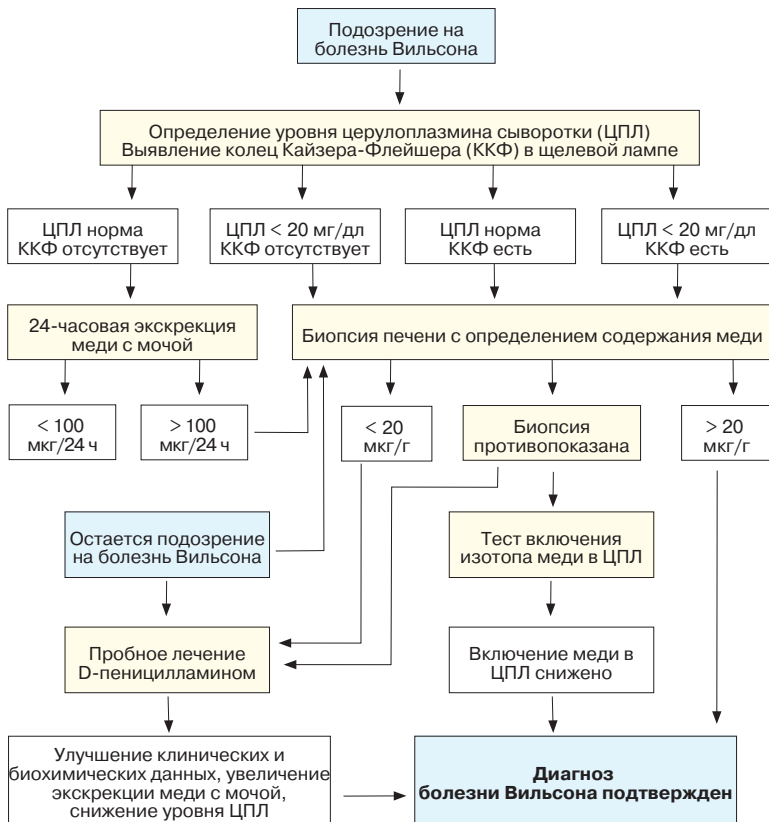 Подозрение на
болезнь Вильсона
Определение уровня церулоплазмина сыворотки (ЦПЛ)
Выявление колец Кайзера-Флейшера (ККФ) в щелевой лампе
ЦПЛ норма
ККФ отсутствует
ЦПЛ < 20 мг/дл
ККФ отсутствует
ЦПЛ норма
ККФ есть
ЦПЛ < 20 мг/дл
ККФ есть
24-часовая экскреция
меди с мочой
Биопсия печени с определением содержания меди
< 100
мкг/24 ч
> 100
мкг/24 ч
< 20
мкг/г
Биопсия
противопоказана
> 20
мкг/г
Остается подозрение
на болезнь Вильсона
Тест включения
изотопа меди в ЦПЛ
Пробное лечение
D-пеницилламином
Включение меди в
ЦПЛ снижено
Улучшение клинических и
биохимических данных, увеличение
экскреции меди с мочой,
снижение уровня ЦПЛ
Диагноз
болезни Вильсона подтвержден